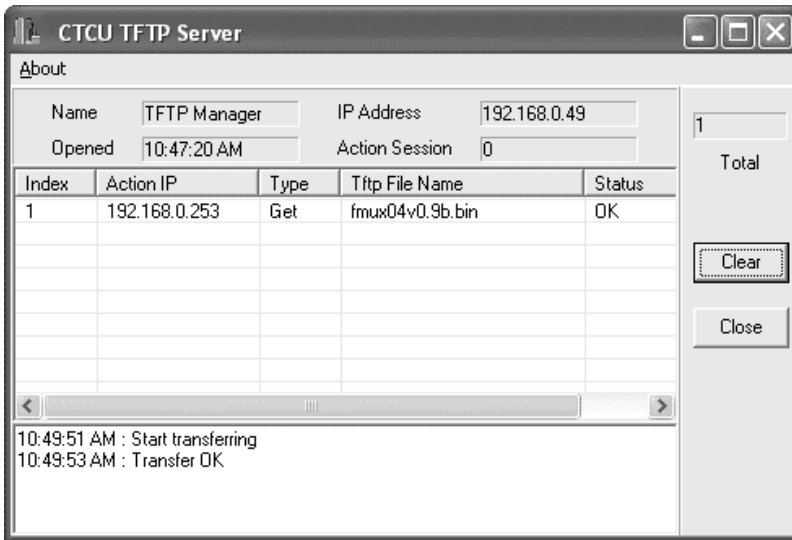 CTCU TFTP Server
About
Name TFTP Manager IP Address 192.168.0.49
Opened 10:47:20 AM Action Session 0
1
Total
Index Action IP Type Tftp File Name Status
1 192.168.0.253 Get fmux04v0.9b.bin OK
Clear
Close
10:49:51 AM : Start transferring
10:49:53 AM : Transfer OK